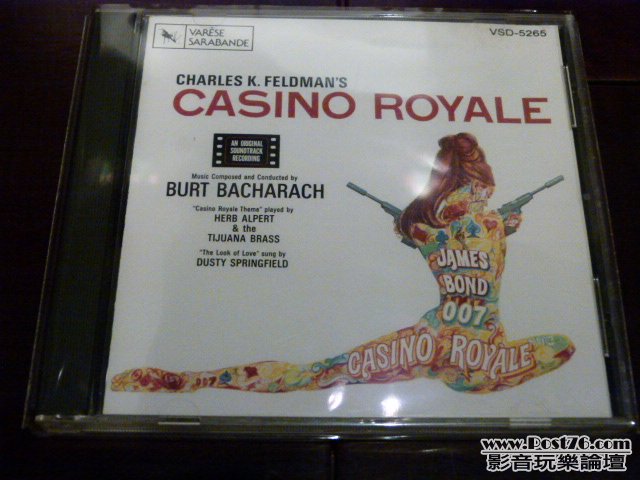 VARÈSE
SARABANDE
VSD-5265
CHARLES K. FELDMAN'S
CASINO ROYALE
AN ORIGINAL
SOUNDTRACK
RECORDING
Music Composed and Conducted by
BURT BACHARACH
"Casino Royale Theme" played by
HERB ALPERT
& the
TIJUANA BRASS
"The Look of Love" sung by
DUSTY SPRINGFIELD
JAMES
BOND
007
CASINO ROYALE
007
www.Post76.com
影音玩樂論壇